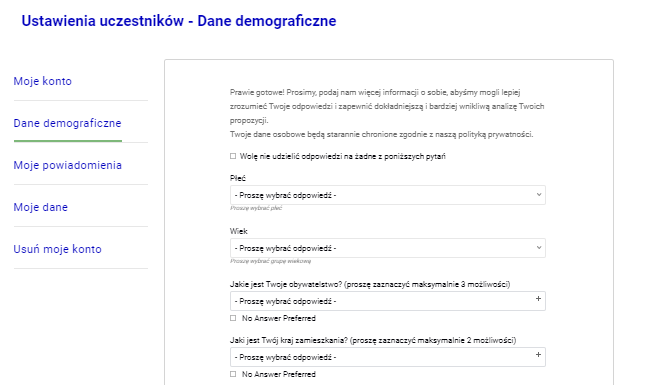 Ustawienia uczestników - Dane demograficzne
Moje konto
Dane demograficzne
Moje powiadomienia
Moje dane
Usuń moje konto
Prawie gotowe! Prosimy, podaj nam więcej informacji o sobie, abyśmy mogli lepiej
zrozumieć Twoje odpowiedzi i zapewnić dokładniejszą i bardziej wnikliwą analizę Twoich
propozycji.
Twoje dane osobowe będą starannie chronione zgodnie z naszą polityką prywatności.
Wolę nie udzielić odpowiedzi na żadne z poniższych pytań
Płeć
- Proszę wybrać odpowiedź -
Proszę wybrać płeć
Wiek
- Proszę wybrać odpowiedź -
Proszę wybrać grupę wiekową
Jakie jest Twoje obywatelstwo? (proszę zaznaczyć maksymalnie 3 możliwości)
- Proszę wybrać odpowiedź -
No Answer Preferred
Jaki jest Twój kraj zamieszkania? (proszę zaznaczyć maksymalnie 2 możliwości)
- Proszę wybrać odpowiedź -
No Answer Preferred